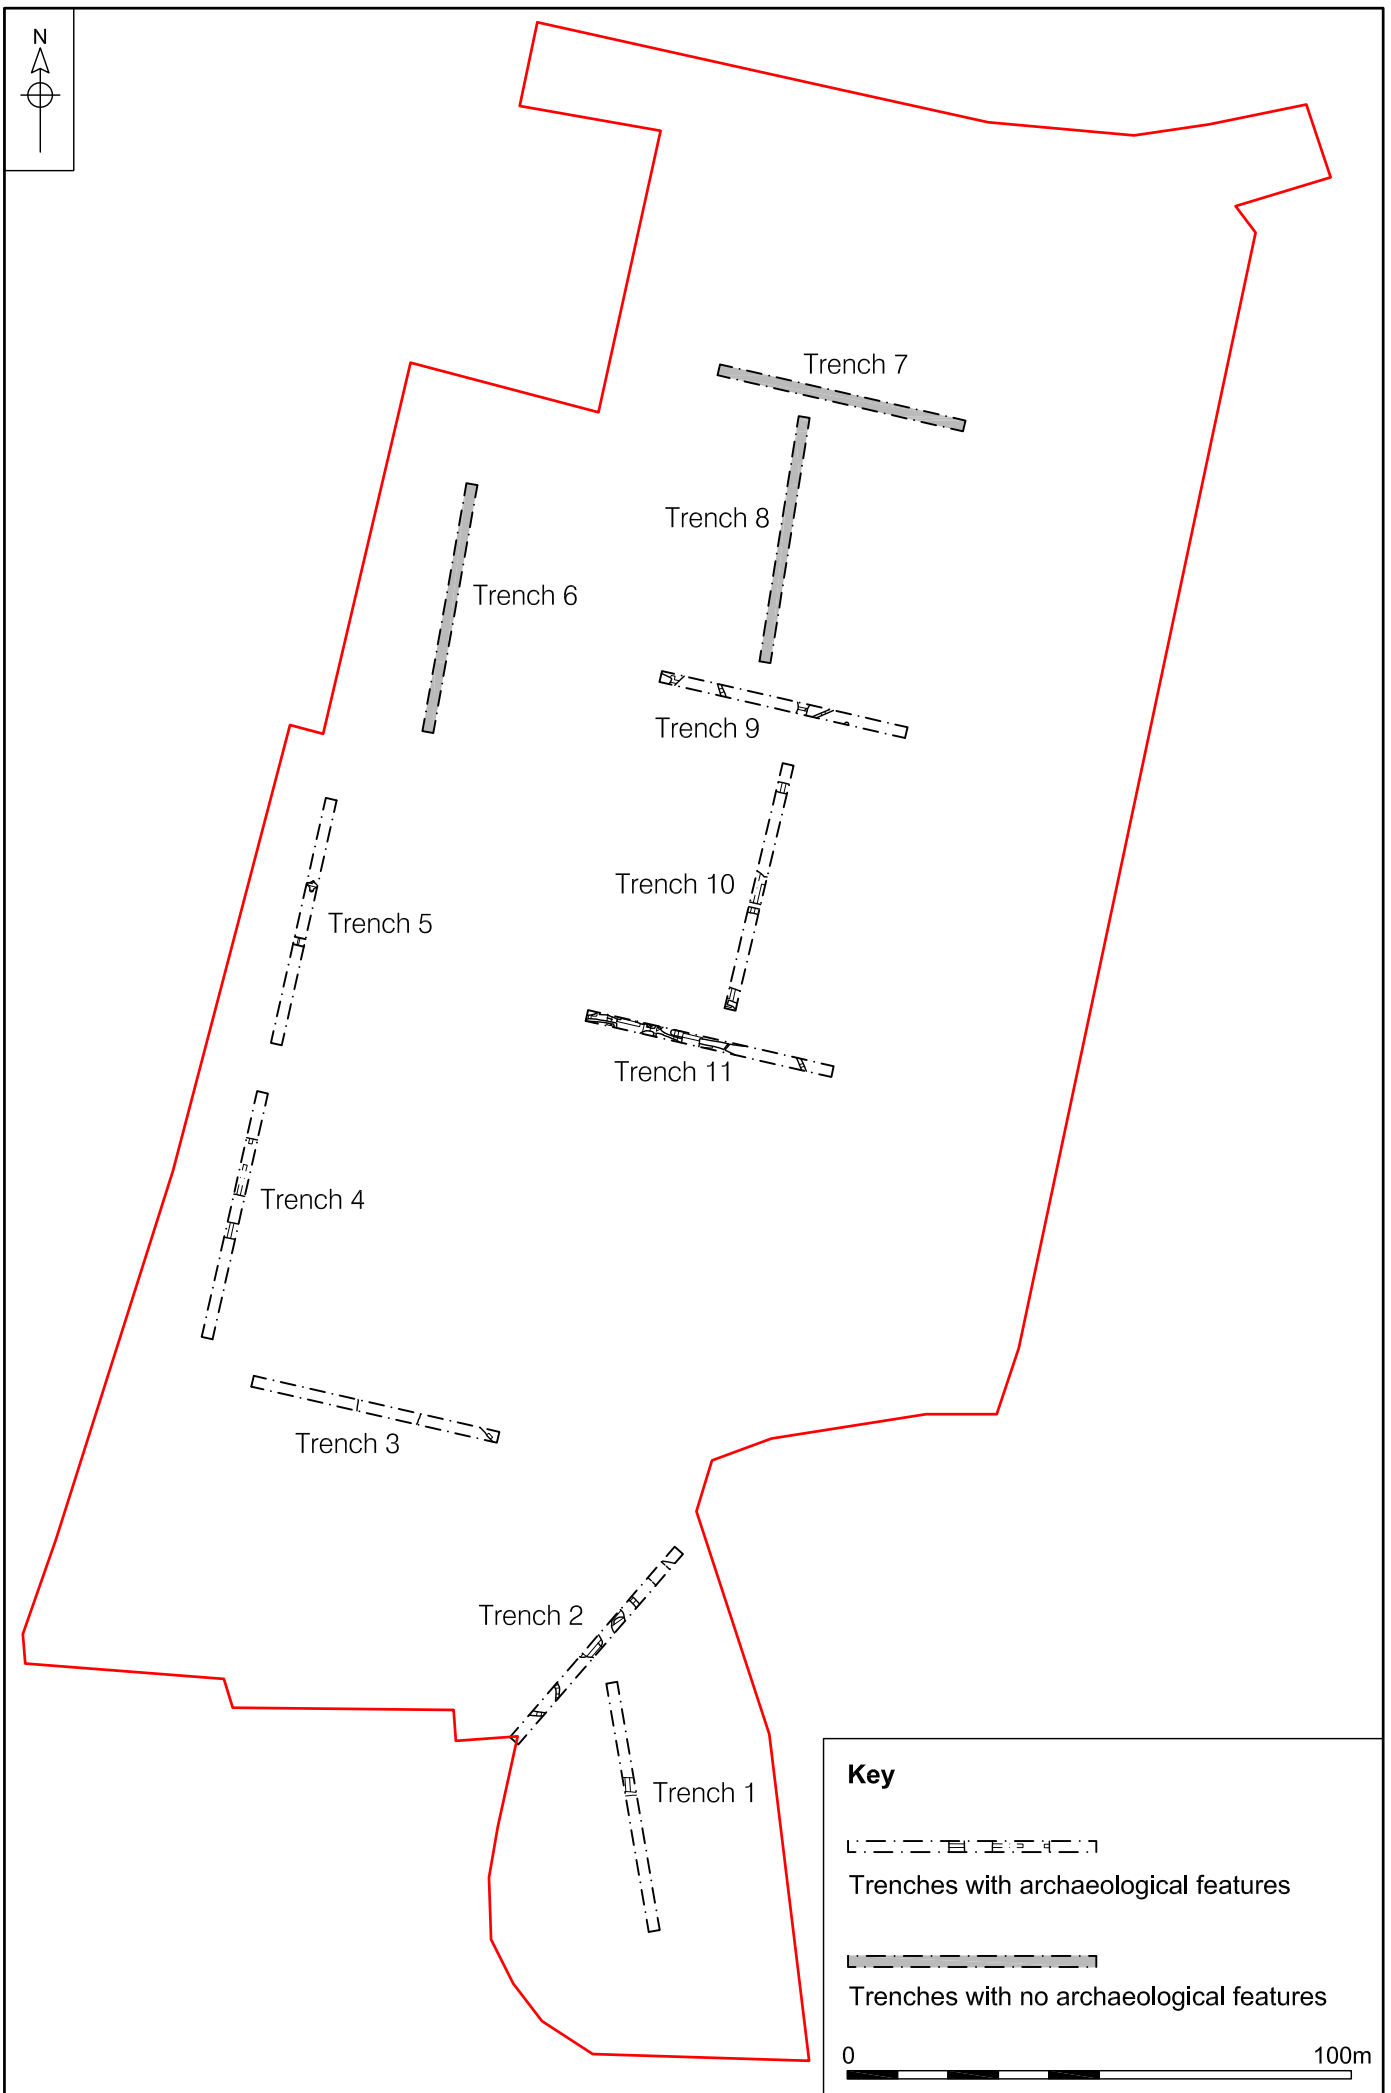 N
Trench 7
Trench 8
Trench 6
Trench 9
Trench 10
Trench 5
Trench 11
Trench 4
Trench 3
Trench 2
Trench 1
Key
Trenches with archaeological features
Trenches with no archaeological features
0 100m